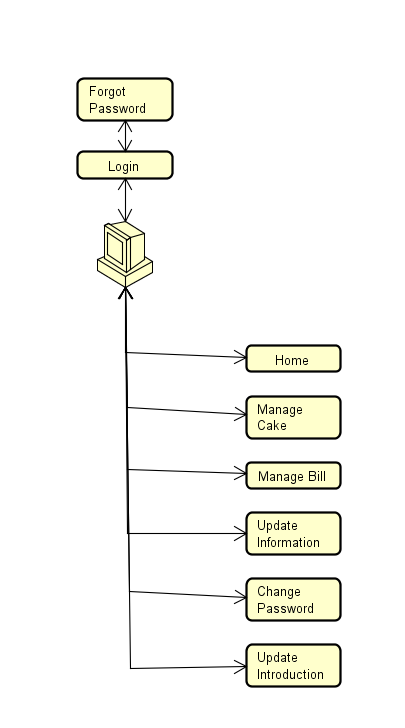 Forgot
Password
Login
Home
Manage
Cake
Manage Bill
Update
Information
Change
Password
Update
Introduction